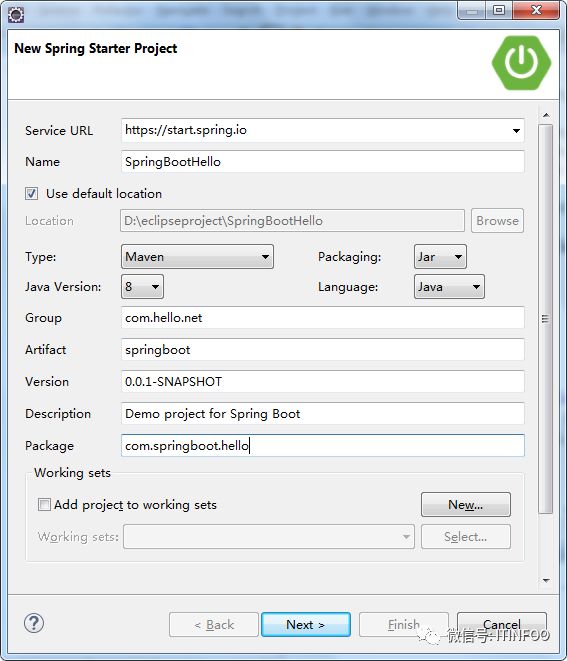 New Spring Starter Project
Service URL https://start.spring.io
Name SpringBootHello
Use default location
Location D:\eclipseproject\SpringBootHello Browse
Type: Maven Packaging: Jar
Java Version: 8 Language: Java
Group com.hello.net
Artifact springboot
Version 0.0.1-SNAPSHOT
Description Demo project for Spring Boot
Package com.springboot.hello
Working sets
Add project to working sets New...
Working sets: Select...
? < Back Next > Finish Cancel
微信号: ITINFOO